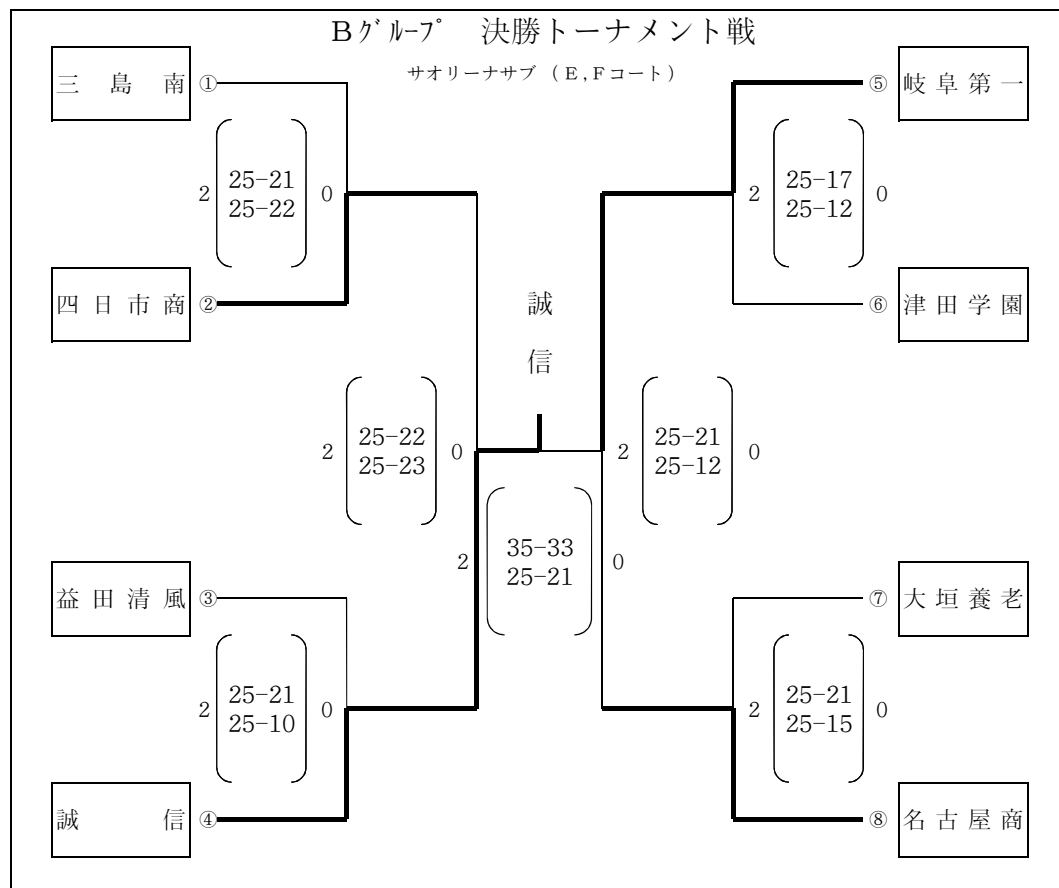 Bｸﾞﾙｰﾌﾟ　決勝トーナメント戦
サオリーナサブ（E,Fコート）
三島南 ①
⑤ 岐阜第一
2 25-21 0
25-22
2 25-17 0
25-12
四日市商 ②
⑥ 津田学園
誠信
2 25-22 0
25-23
2 25-21 0
25-12
2 35-33 0
25-21
益田清風 ③
⑦ 大垣養老
2 25-21 0
25-10
2 25-21 0
25-15
誠信 ④
⑧ 名古屋商